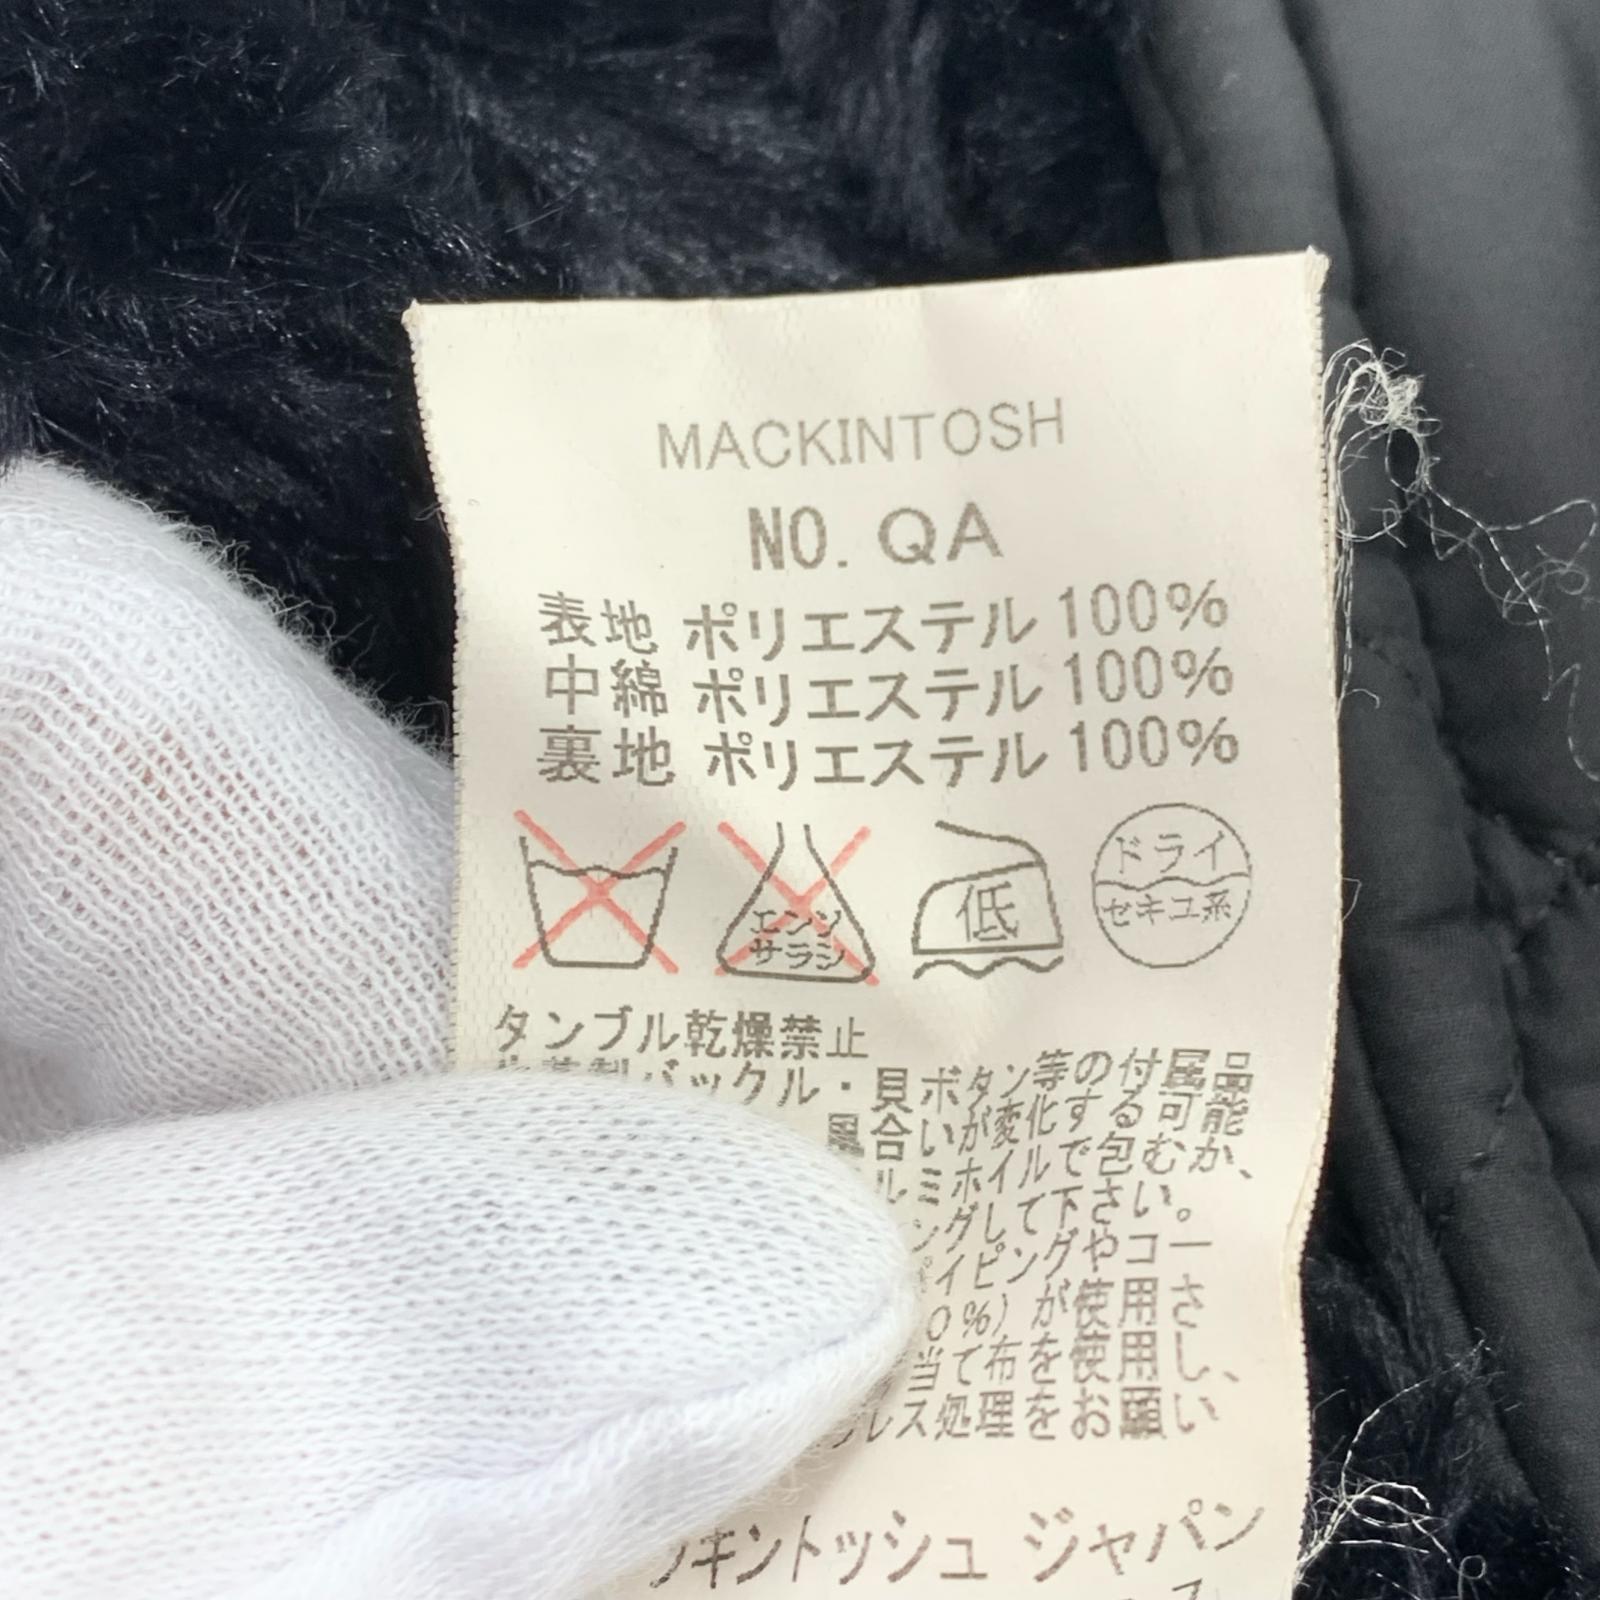 MACKINTOSH
NO. QA
表地 ポリエステル 100%
中綿 ポリエステル 100%
裏地 ポリエステル 100%
エンソ
サラシ
低
ドライ
セキユ系
タンブル乾燥禁止
バックル・貝ボタン等の付属品
風合いが変化する可能
ルミホイルで包むか、
ングして下さい。
イピングやコー
0%)が使用さ
当て布を使用し、
レス処理をお願い
キントッシュ ジャパン